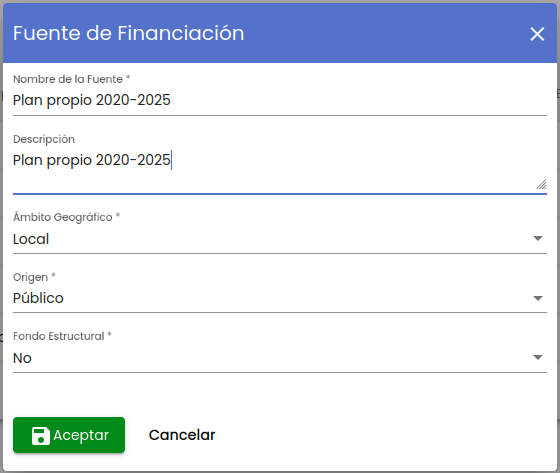 Fuente de Financiación
Nombre de la Fuente *
Plan propio 2020-2025
Descripción
Plan propio 2020-2025
Ámbito Geográfico *
Local
Origen *
Público
Fondo Estructural *
No
Aceptar Cancelar